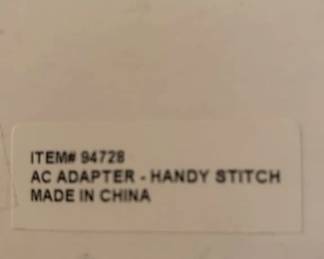 ITEM# 94728
AC ADAPTER - HANDY STITCH
MADE IN CHINA